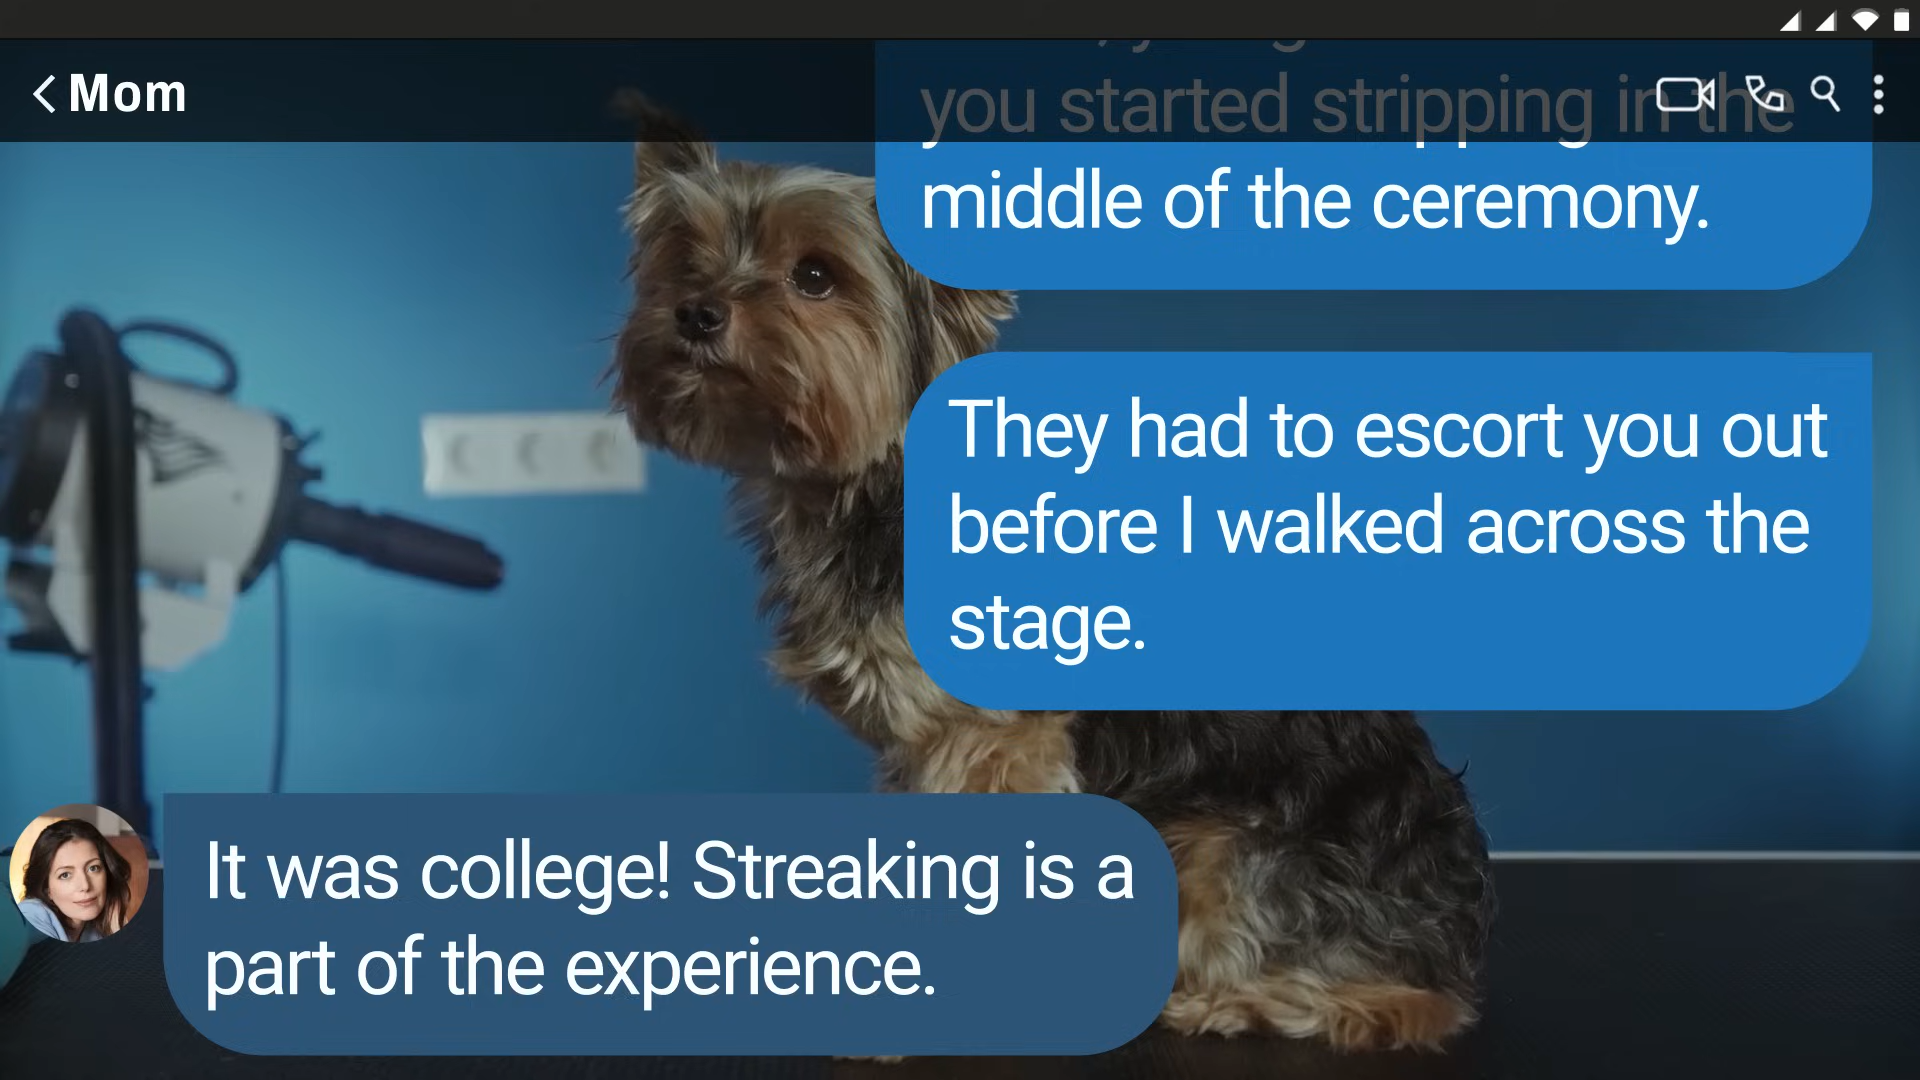 Mom
you started stripping in the
middle of the ceremony.
They had to escort you out
before I walked across the
stage.
It was college! Streaking is a
part of the experience.